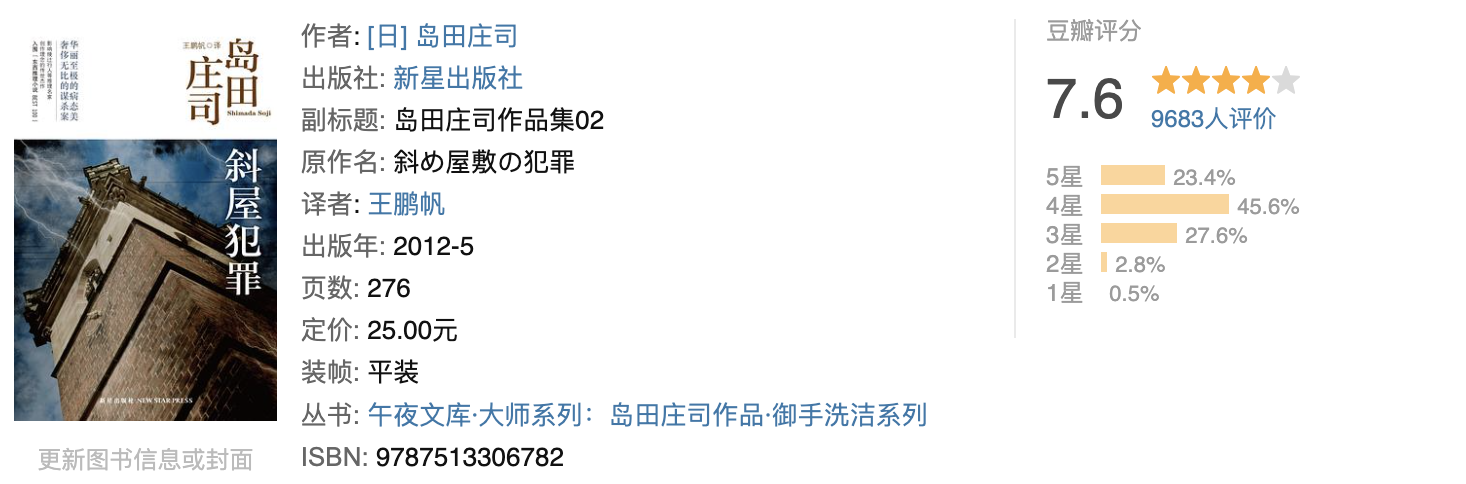 华丽至极的病态美
奢侈无比的谋杀案
王鹏帆◎译
岛田
庄司
Shimada Soji
斜屋犯罪
新星出版社 NEW STAR PRESS
更新图书信息或封面
作者: [日] 岛田庄司
出版社: 新星出版社
副标题: 岛田庄司作品集02
原作名: 斜め屋敷の犯罪
译者: 王鹏帆
出版年: 2012-5
页数: 276
定价: 25.00元
装帧: 平装
丛书: 午夜文库·大师系列：岛田庄司作品·御手洗洁系列
ISBN: 9787513306782
豆瓣评分
7.6
9683人评价
5星 23.4%
4星 45.6%
3星 27.6%
2星 2.8%
1星 0.5%